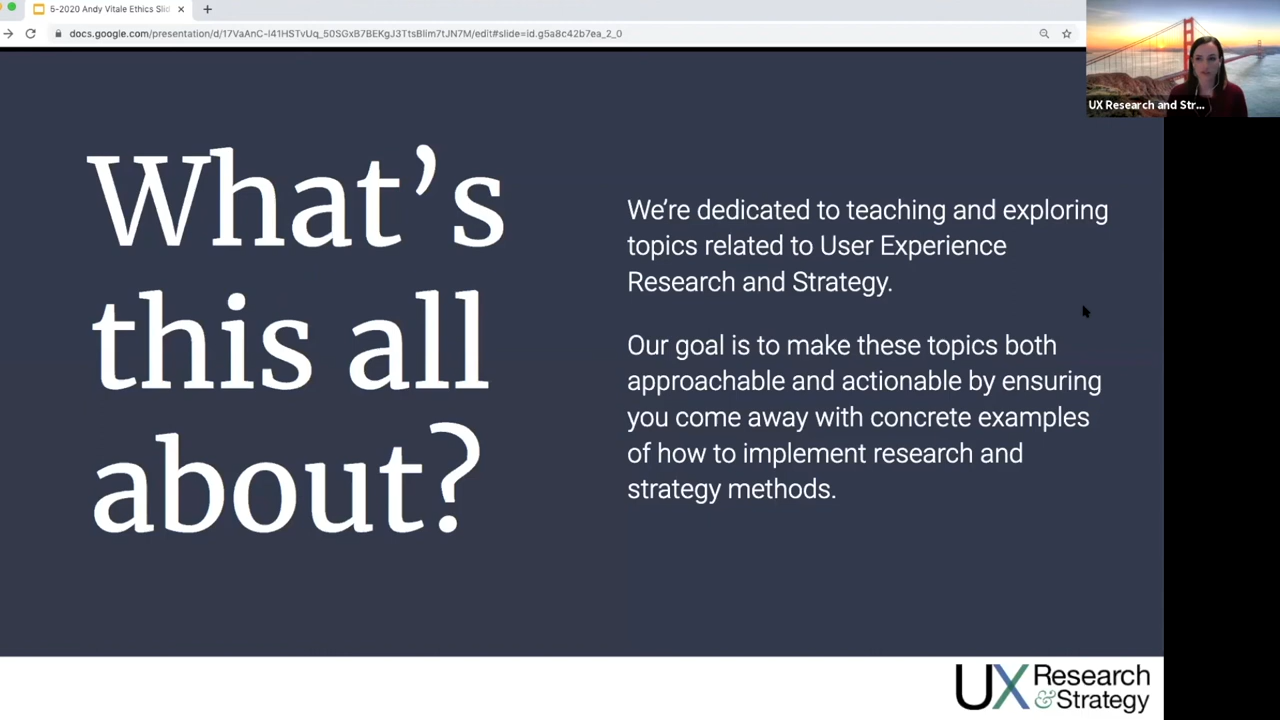 5-2020 Andy Vitale Ethics Slid
docs.google.com/presentation/d/17VaAnC-l41HSTvUq_50SGxB7BEKgJ3TtsBlim7tJN7M/edit#slide=id.g5a8c42b7ea_2_0
UX Research and Str...
What's
this all
about?
We're dedicated to teaching and exploring
topics related to User Experience
Research and Strategy.
Our goal is to make these topics both
approachable and actionable by ensuring
you come away with concrete examples
of how to implement research and
strategy methods.
UX Research
&Strategy